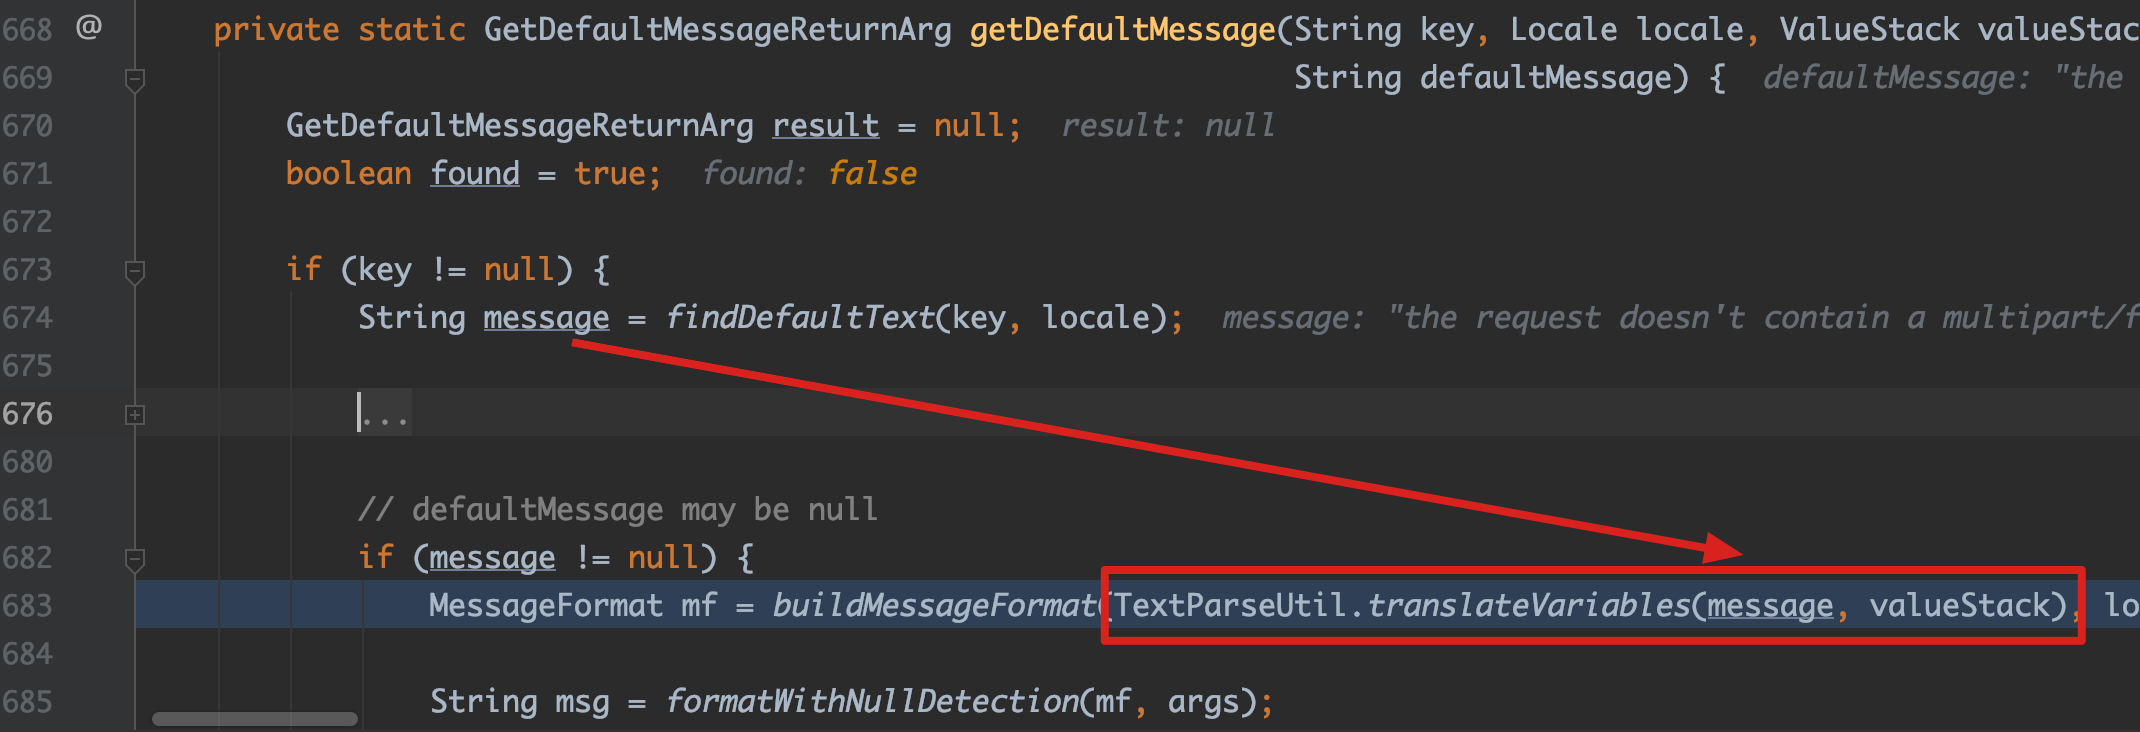 668 @ private static GetDefaultMessageReturnArg getDefaultMessage(String key, Locale locale, ValueStack valueStac
669 String defaultMessage) { defaultMessage: "the
670 GetDefaultMessageReturnArg result = null; result: null
671 boolean found = true; found: false
672
673 if (key != null) {
674 String message = findDefaultText(key, locale); message: "the request doesn't contain a multipart/f
675
676 ...
680
681 // defaultMessage may be null
682 if (message != null) {
683 MessageFormat mf = buildMessageFormat(TextParseUtil.translateVariables(message, valueStack), lo
684
685 String msg = formatWithNullDetection(mf, args);